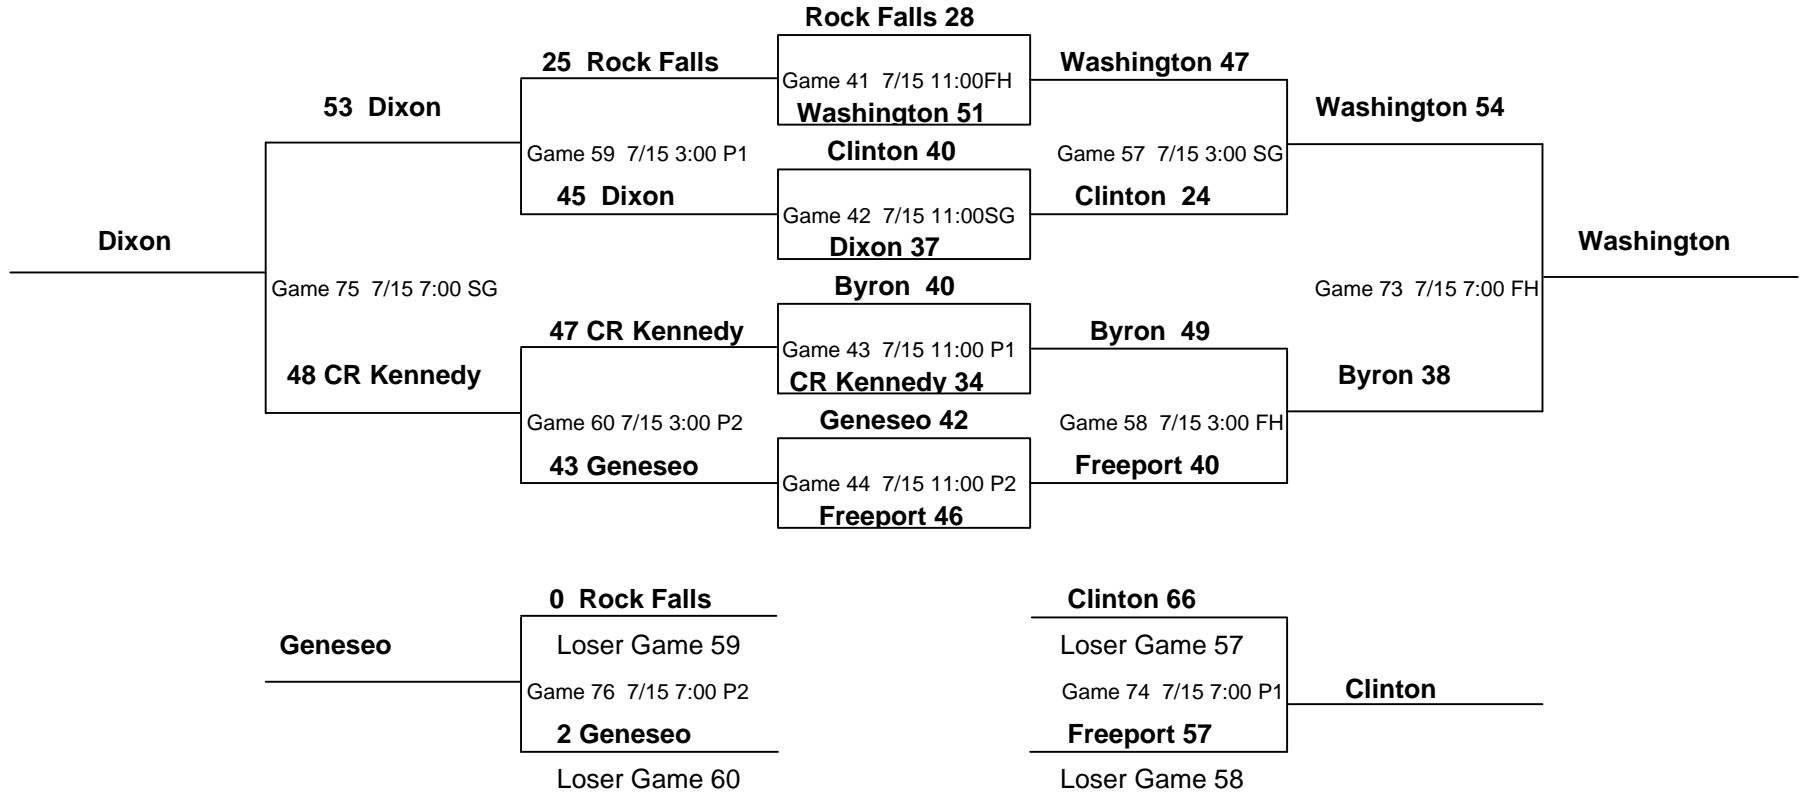 Rock Falls 28
25  Rock Falls
Washington 47
Game 41  7/15 11:00FH
53  Dixon
Washington 51
Washington 54
Game 59  7/15 3:00 P1
Clinton 40
Game 57  7/15 3:00 SG
45  Dixon
Clinton  24
Game 42  7/15 11:00SG
Dixon
Dixon 37
Washington
Game 75  7/15 7:00 SG
Byron  40
Game 73  7/15 7:00 FH
47 CR Kennedy
Byron  49
Game 43  7/15 11:00 P1
48 CR Kennedy
CR Kennedy 34
Byron 38
Game 60 7/15 3:00 P2
Geneseo 42
Game 58  7/15 3:00 FH
43 Geneseo
Freeport 40
Game 44  7/15 11:00 P2
Freeport 46
0  Rock Falls
Clinton 66
Geneseo
Loser Game 59
Loser Game 57
Game 76  7/15 7:00 P2
Game 74  7/15 7:00 P1
Clinton
2 Geneseo
Freeport 57
Loser Game 60
Loser Game 58